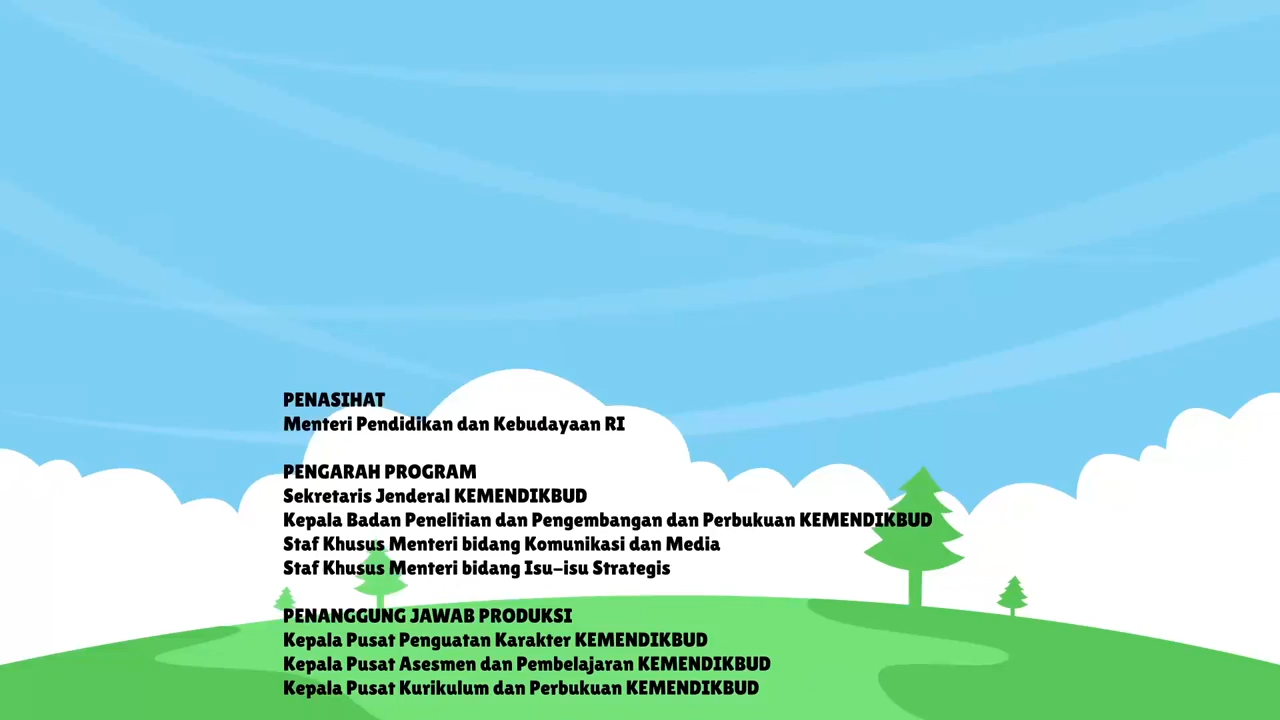 PENASIHAT
Menteri Pendidikan dan Kebudayaan RI
PENGARAH PROGRAM
Sekretaris Jenderal KEMENDIKBUD
Kepala Badan Penelitian dan Pengembangan dan Perbukuan KEMENDIKBUD
Staf Khusus Menteri bidang Komunikasi dan Media
Staf Khusus Menteri bidang Isu-isu Strategis
PENANGGUNG JAWAB PRODUKSI
Kepala Pusat Penguatan Karakter KEMENDIKBUD
Kepala Pusat Asesmen dan Pembelajaran KEMENDIKBUD
Kepala Pusat Kurikulum dan Perbukuan KEMENDIKBUD